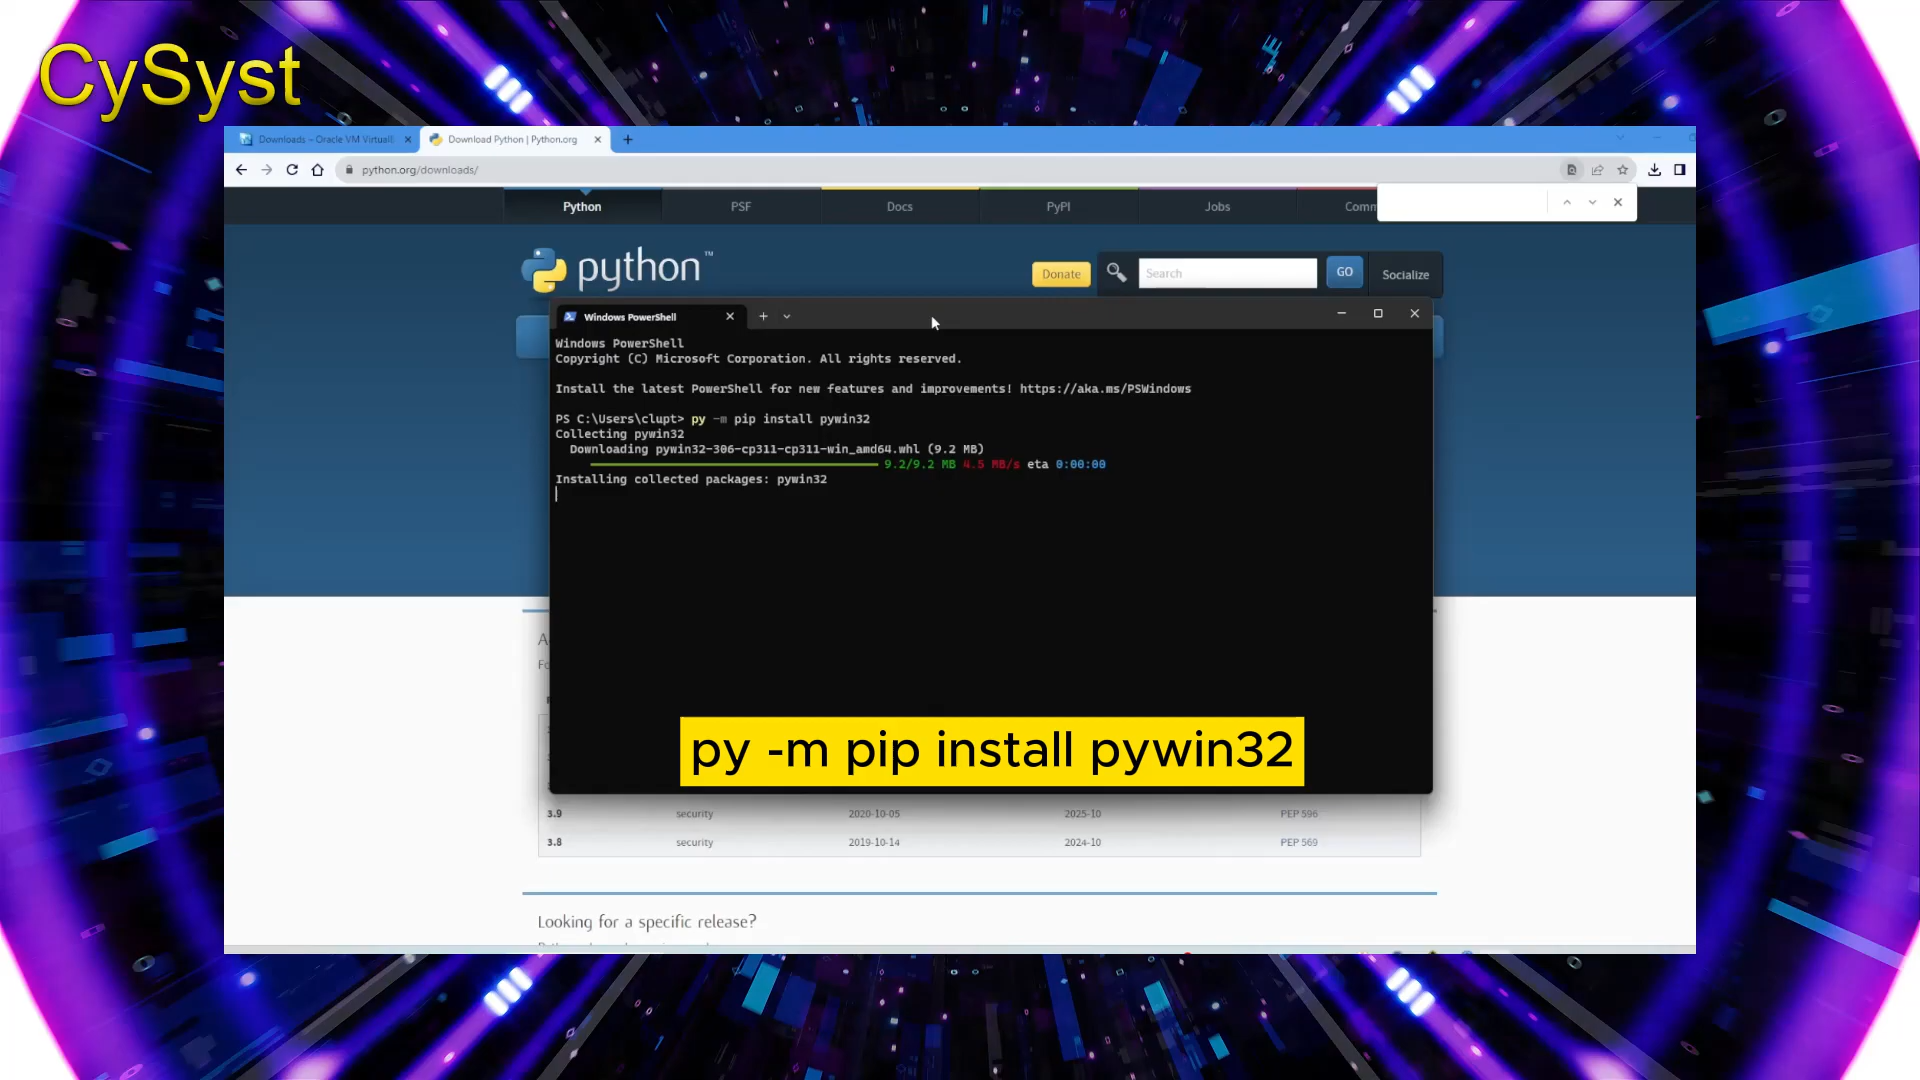 CySyst
Downloads – Oracle VM Virtual
Download Python | Python.org
python.org/downloads/
Python
PSF
Docs
PyPI
Jobs
Comm
python™
Donate
Search
GO
Socialize
Windows PowerShell
Windows PowerShell
Copyright (C) Microsoft Corporation. All rights reserved.
Install the latest PowerShell for new features and improvements! https://aka.ms/PSWindows
PS C:\Users\clupt> py -m pip install pywin32
Collecting pywin32
Downloading pywin32-306-cp311-cp311-win_amd64.whl (9.2 MB)
9.2/9.2 MB 4.5 MB/s eta 0:00:00
Installing collected packages: pywin32
py -m pip install pywin32
3.9 security 2020-10-05 2025-10 PEP 596
3.8 security 2019-10-14 2024-10 PEP 569
Looking for a specific release?